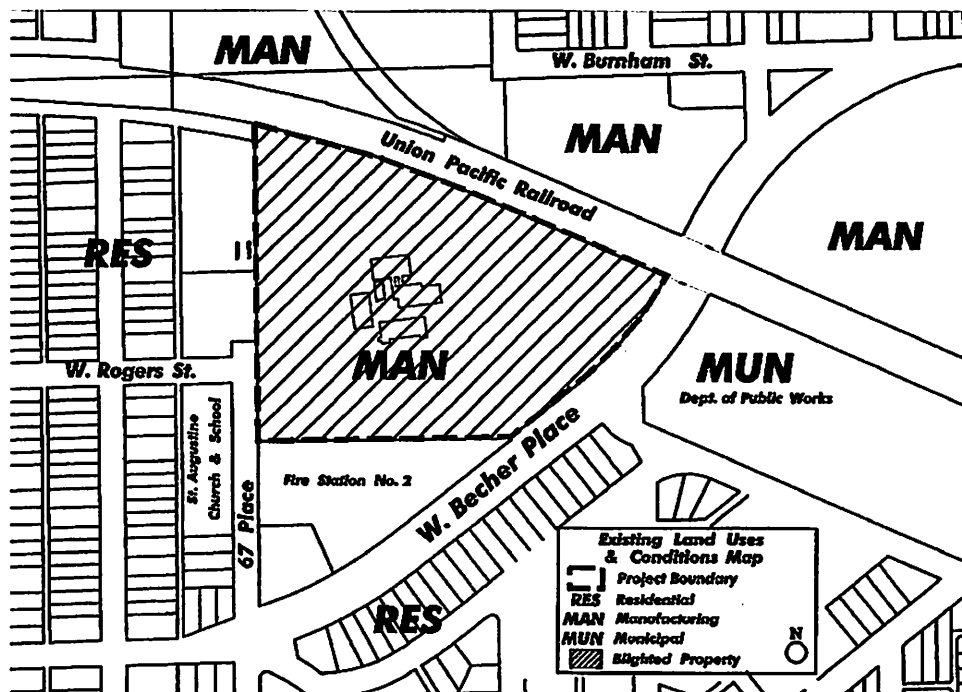 MAN
W. Burnham St.
MAN
Union Pacific Railroad
MAN
RES
MAN
W. Rogers St.
MUN
Dept. of Public Works
St. Augustine
Church & School
67 Place
Fire Station No. 2
W. Becher Place
RES
Existing Land Uses
& Conditions Map
Project Boundary
RES Residential
MAN Manufacturing
MUN Municipal
Blighted Property
N